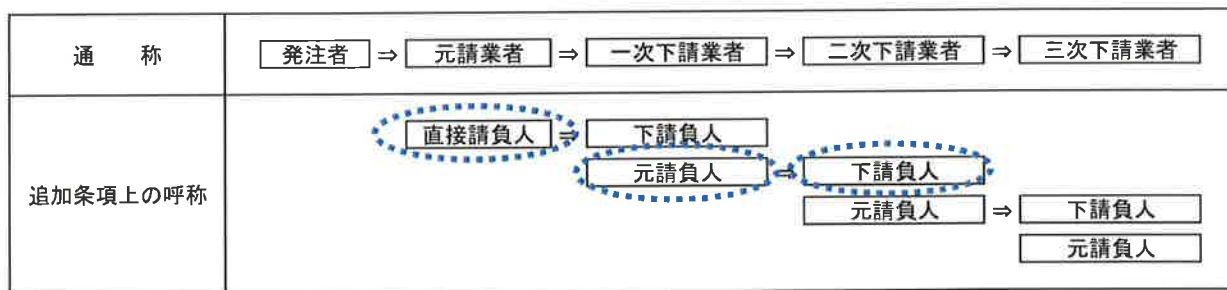 通　　称
発注者 ⇒ 元請業者 ⇒ 一次下請業者 ⇒ 二次下請業者 ⇒ 三次下請業者
追加条項上の呼称
直接請負人 ⇒ 下請負人
元請負人 ⇒ 下請負人
元請負人 ⇒ 下請負人
元請負人